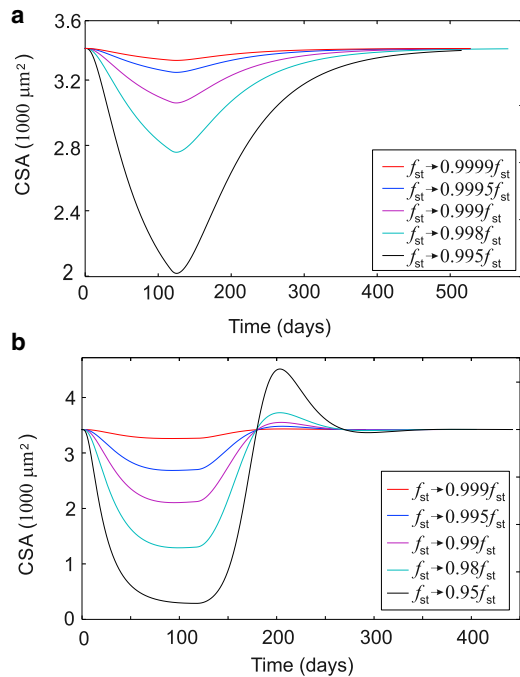 a
3.6
3.2
2.8
2.4
2
CSA (1000 μm²)
fst→0.9999fst
fst→0.9995fst
fst→0.999fst
fst→0.998fst
fst→0.995fst
0 100 200 300 400 500
Time (days)
b
4
3
2
1
0
CSA (1000 μm²)
fst→0.999fst
fst→0.995fst
fst→0.99fst
fst→0.98fst
fst→0.95fst
0 100 200 300 400
Time (days)